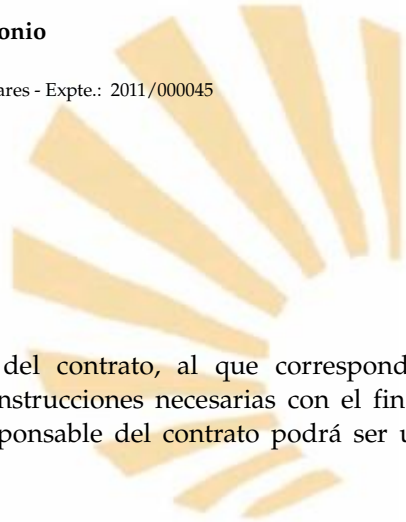 onio
ares - Expte.: 2011/000045
del contrato, al que correspond
nstrucciones necesarias con el fin
sponsable del contrato podrá ser u